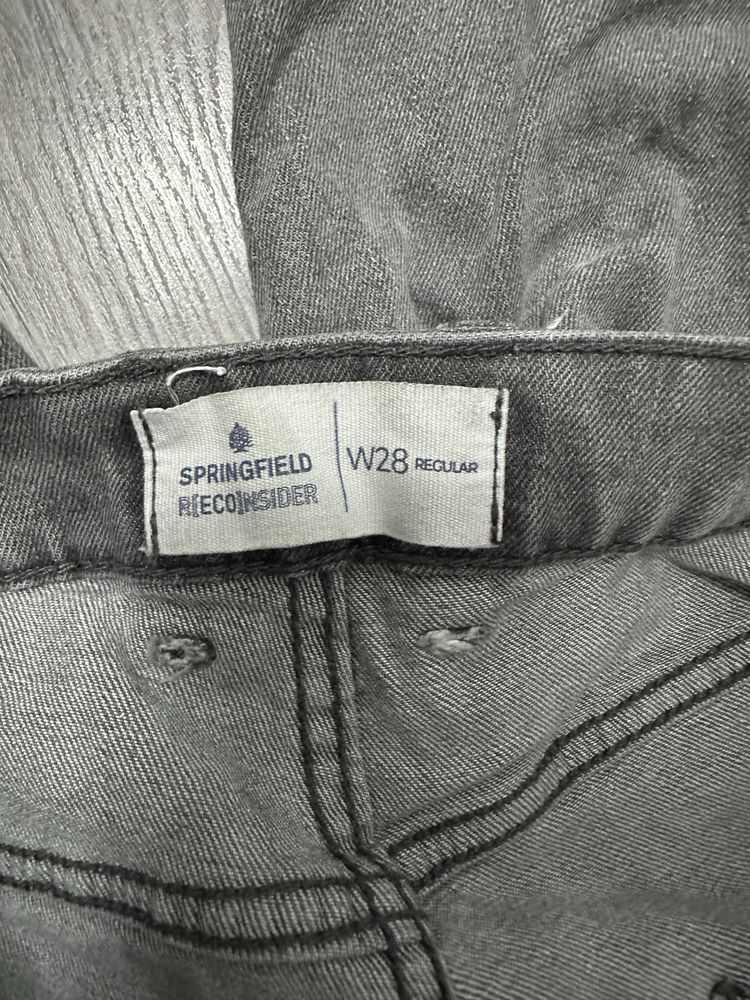 SPRINGFIELD
R[ECO]NSIDER
W28 REGULAR